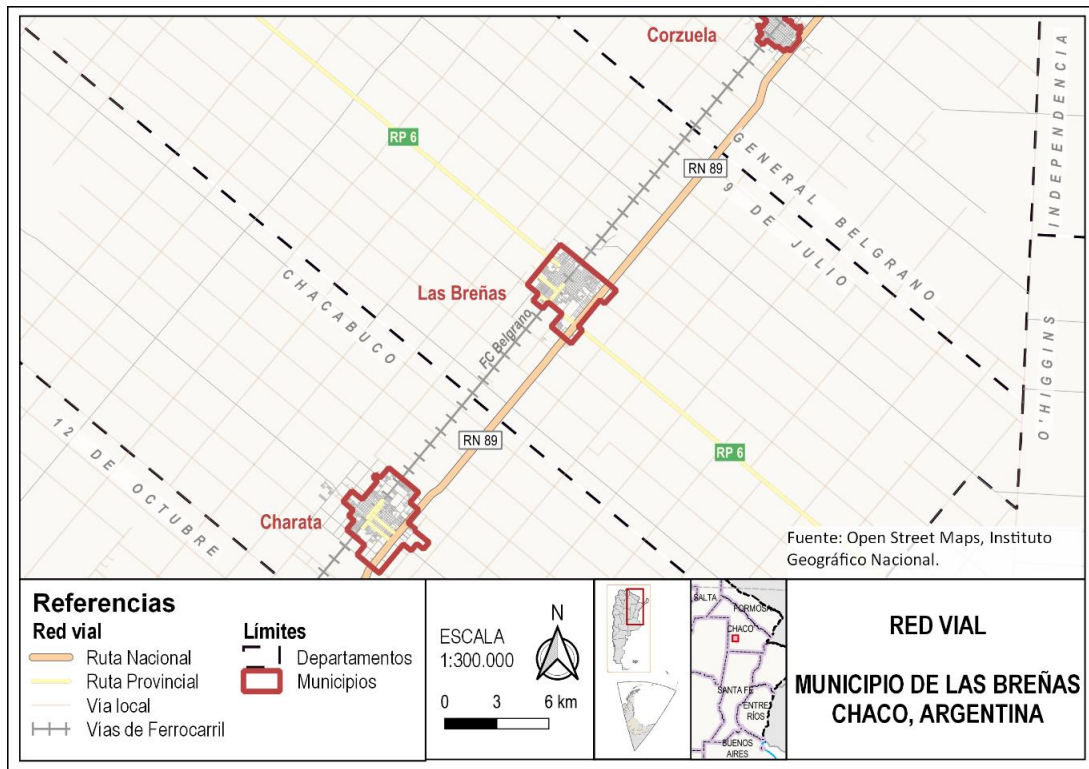 Corzuela
RP 6
RN 89
INDEPENDENCIA
GENERAL BELGRANO
9 DE JULIO
CHACABUCO
Las Breñas
FC Belgrano
O'HIGGINS
12 DE OCTUBRE
RN 89
RP 6
Charata
Fuente: Open Street Maps, Instituto
Geográfico Nacional.
Referencias
Red vial
Ruta Nacional
Ruta Provincial
Vía local
Vías de Ferrocarril
Límites
Departamentos
Municipios
ESCALA
1:300.000
N
0 3 6 km
SALTA
FORMOSA
CHACO
SANTA FE
ENTRE
RÍOS
BUENOS
AIRES
RED VIAL
MUNICIPIO DE LAS BREÑAS
CHACO, ARGENTINA